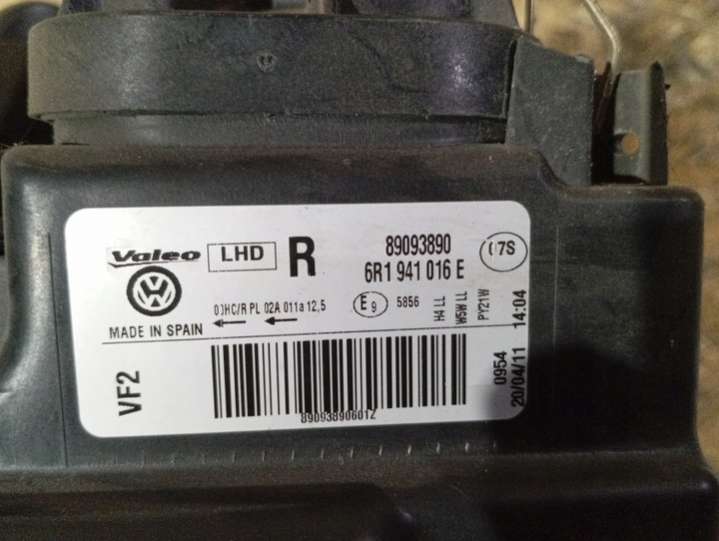 Valeo LHD R 89093890
6R1 941 016 E 07S
00HC/R PL 02A 011a 12,5
E9 5856
H4 LL
W5W LL
PY21W
MADE IN SPAIN
VF2
89093890601Z
0954
20/04/11 14:04